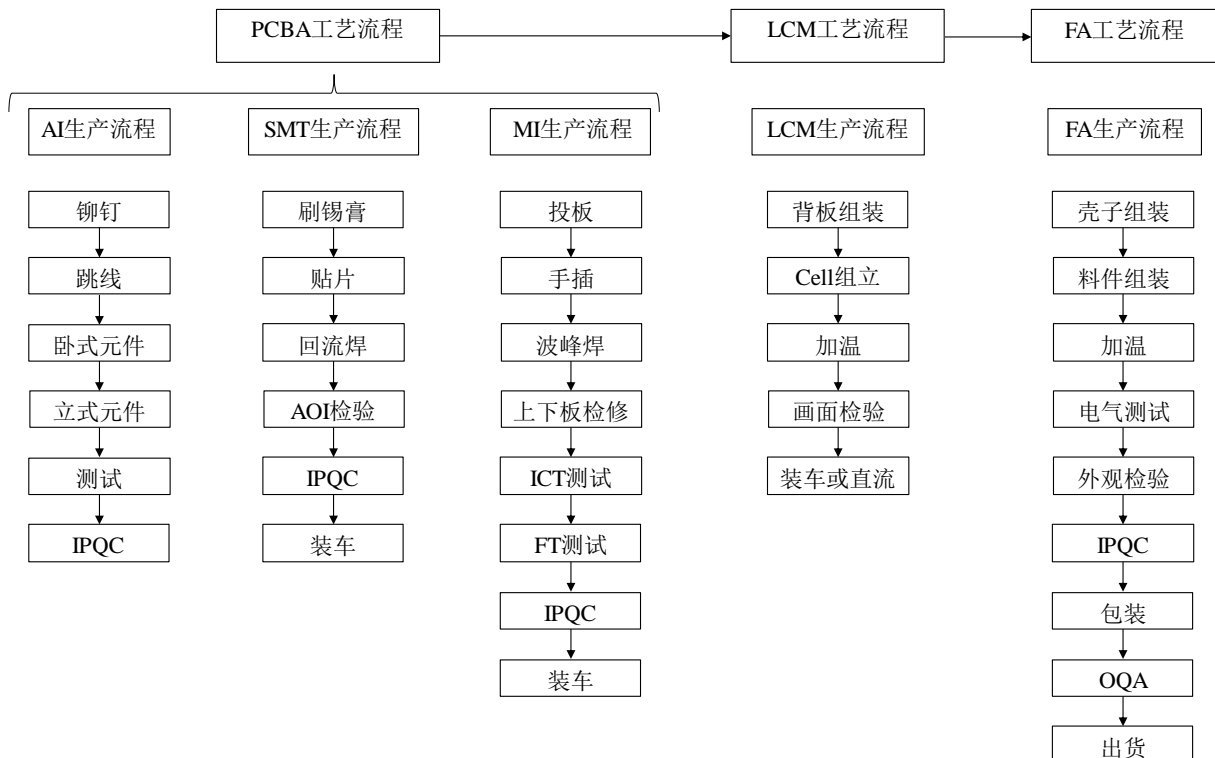 PCBA工艺流程
LCM工艺流程
FA工艺流程
AI生产流程
SMT生产流程
MI生产流程
LCM生产流程
FA生产流程
铆钉
跳线
卧式元件
立式元件
测试
IPQC
刷锡膏
贴片
回流焊
AOI检验
IPQC
装车
投板
手插
波峰焊
上下板检修
ICT测试
FT测试
IPQC
装车
背板组装
Cell组立
加温
画面检验
装车或直流
壳子组装
料件组装
加温
电气测试
外观检验
IPQC
包装
OQA
出货